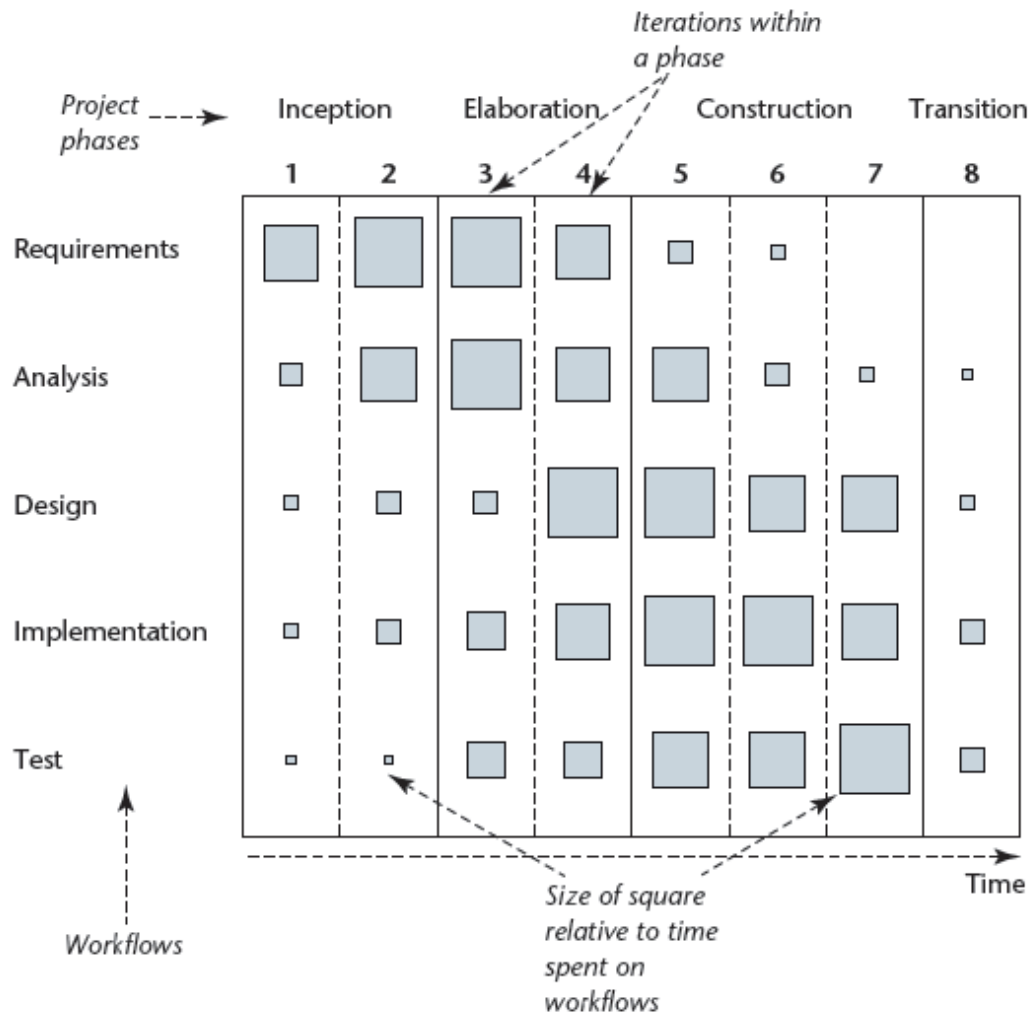 Iterations within
a phase
Project
phases
Inception Elaboration Construction Transition
1 2 3 4 5 6 7 8
Requirements
Analysis
Design
Implementation
Test
Time
Size of square
relative to time
spent on
workflows
Workflows